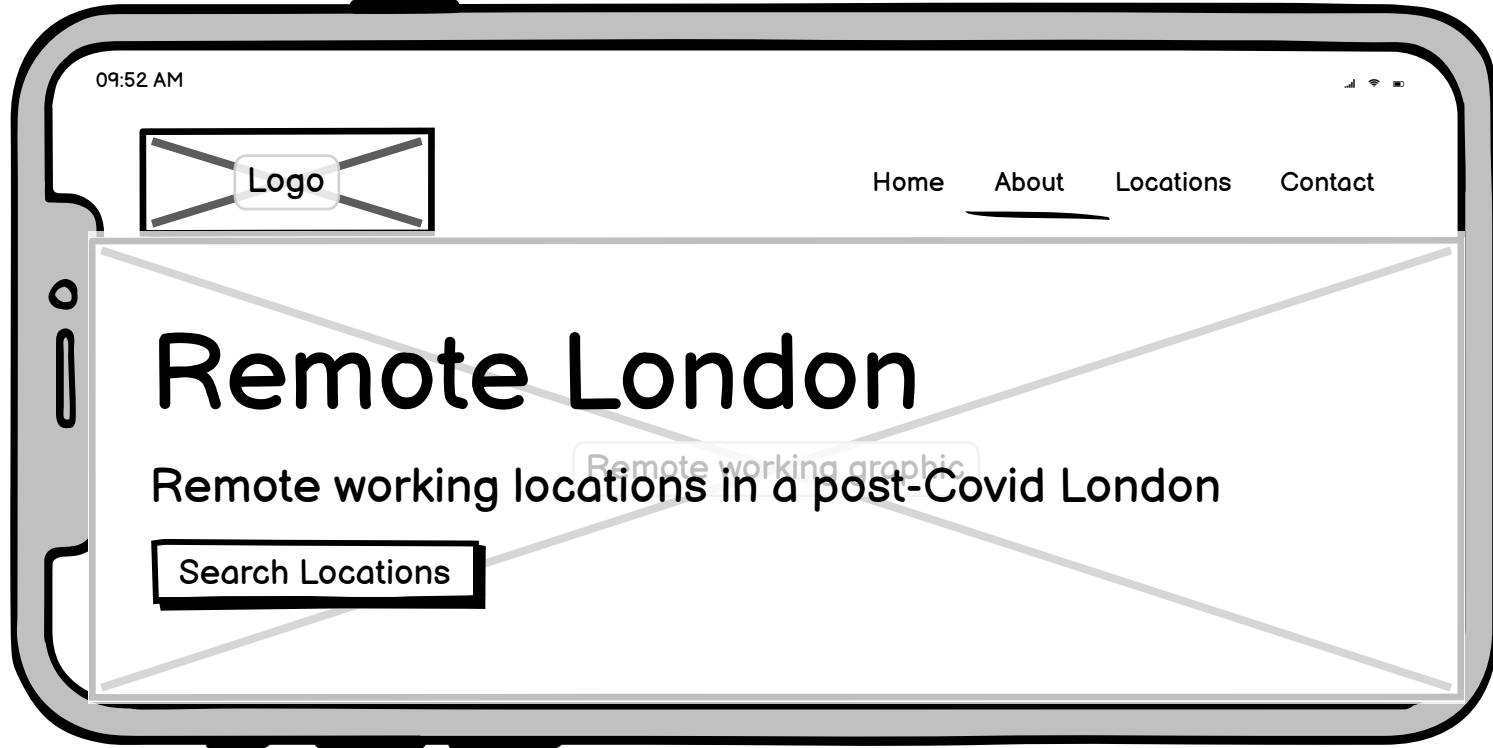 09:52 AM
Logo
Home About Locations Contact
Remote London
Remote working graphic
Remote working locations in a post-Covid London
Search Locations